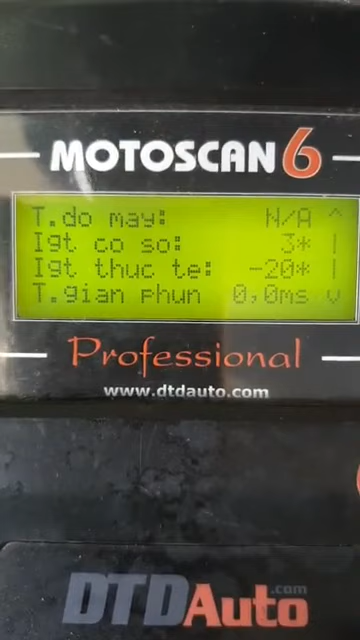 MOTOSCAN 6
T.do may: N/A ^
Igt co so: 3* |
Igt thuc te: -20* |
T.gian phun 0,0ms v
Professional
www.dtdauto.com
DTDAuto.com